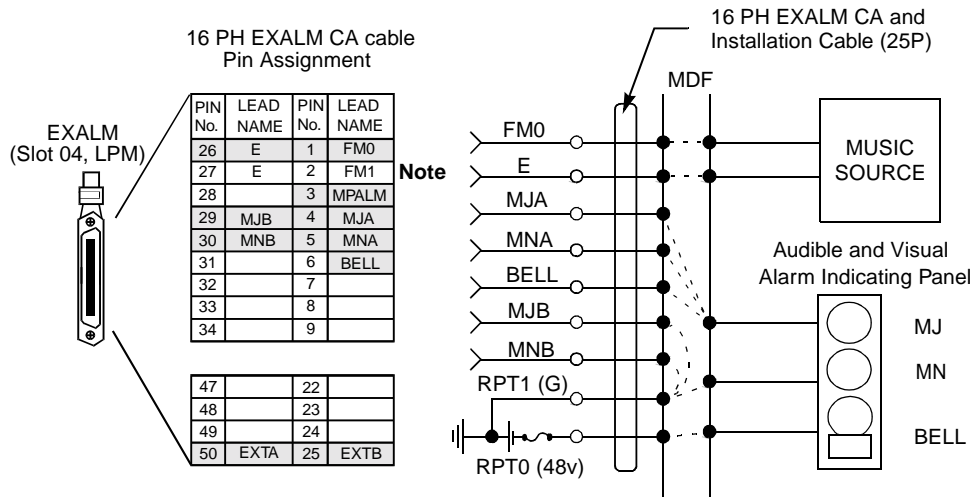 16 PH EXALM CA cable
Pin Assignment
16 PH EXALM CA and
Installation Cable (25P)
MDF
EXALM
(Slot 04, LPM)
PIN No. LEAD NAME PIN No. LEAD NAME
26 E 1 FM0
27 E 2 FM1
28 3 MPALM
29 MJB 4 MJA
30 MNB 5 MNA
31 6 BELL
32 7
33 8
34 9
47 22
48 23
49 24
50 EXTA 25 EXTB
Note
FM0
E
MJA
MNA
BELL
MJB
MNB
RPT1 (G)
RPT0 (48v)
MUSIC
SOURCE
Audible and Visual
Alarm Indicating Panel
MJ
MN
BELL